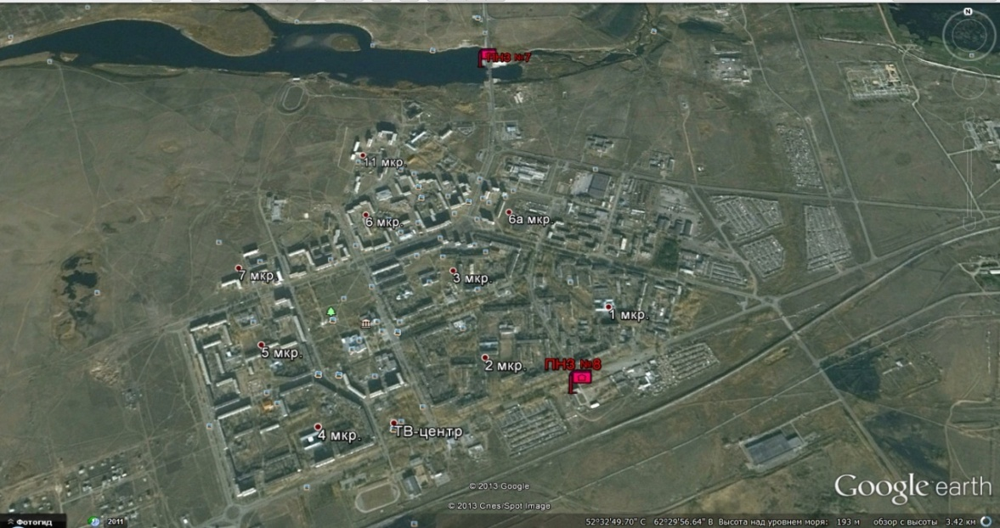 N
ПНЗ №7
11 мкр.
6 мкр.
6а мкр.
7 мкр.
3 мкр.
1 мкр.
5 мкр.
2 мкр.
ПНЗ №8
4 мкр.
ТВ-центр
© 2013 Google
© 2013 Cnes/Spot Image
Google earth
Фотогид
2011
52°32'49.70" С 62°29'56.64" В Высота над уровнем моря: 193 м обзор с высоты 3.42 км